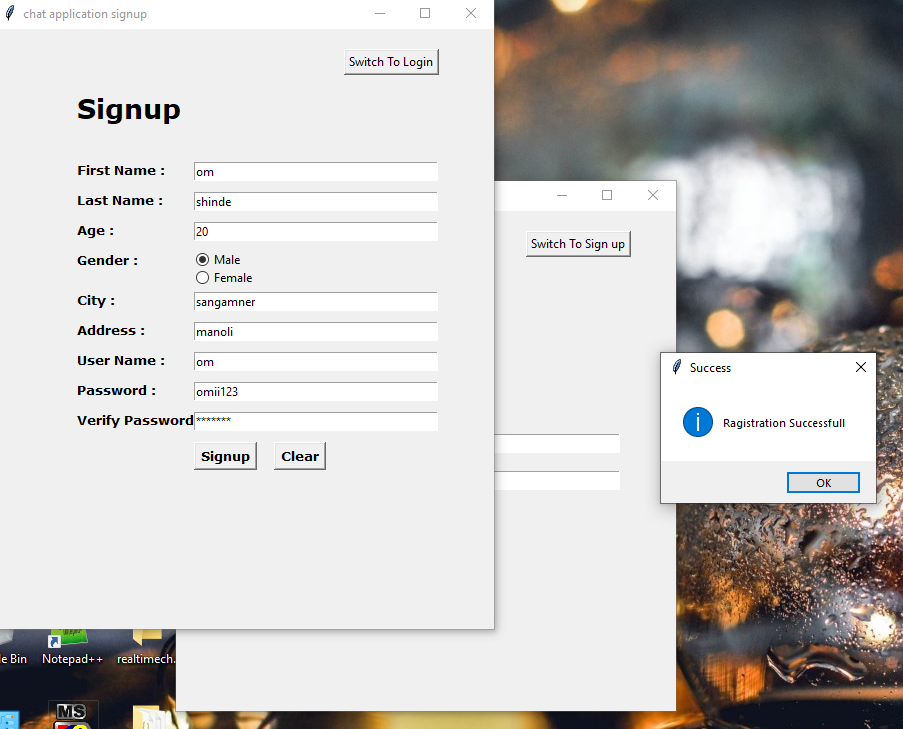 chat application signup
Switch To Login
Signup
First Name : om
Last Name : shinde
Age : 20
Gender : Male
Female
City : sangamner
Address : manoli
User Name : om
Password : omii123
Verify Password *******
Signup Clear
Switch To Sign up
Success
Ragistration Successfull
OK
le Bin Notepad++ realtimech.
MS